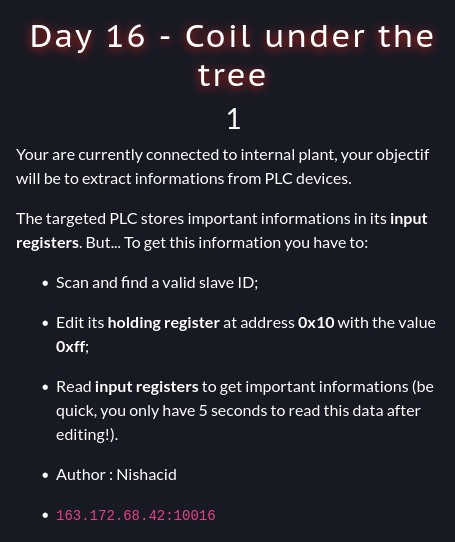 Day 16 - Coil under the
tree
1
Your are currently connected to internal plant, your objectif
will be to extract informations from PLC devices.
The targeted PLC stores important informations in its input
registers. But... To get this information you have to:
• Scan and find a valid slave ID;
• Edit its holding register at address 0x10 with the value
0xff;
• Read input registers to get important informations (be
quick, you only have 5 seconds to read this data after
editing!).
• Author : Nishacid
• 163.172.68.42:10016